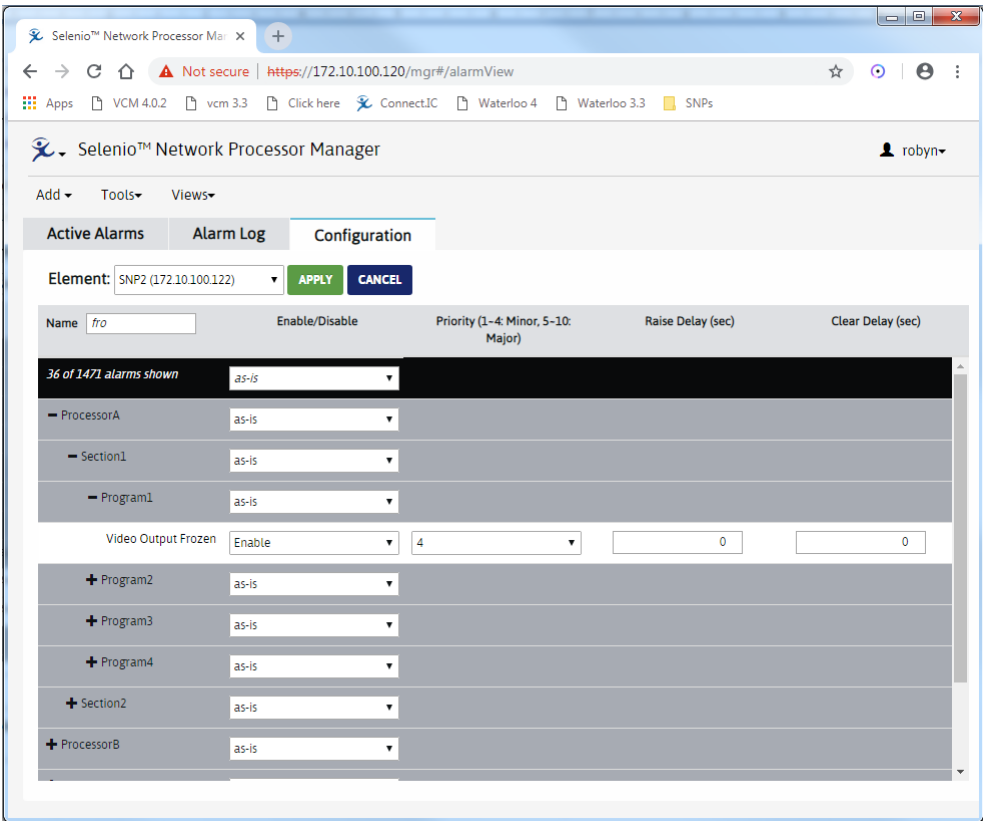 Selenio™ Network Processor Mar
Not secure | https://172.10.100.120/mgr#/alarmView
Apps VCM 4.0.2 vcm 3.3 Click here Connect.IC Waterloo 4 Waterloo 3.3 SNPs
Selenio™ Network Processor Manager robyn
Add Tools Views
Active Alarms Alarm Log Configuration
Element: SNP2 (172.10.100.122) APPLY CANCEL
Name fro Enable/Disable Priority (1-4: Minor, 5-10: Major) Raise Delay (sec) Clear Delay (sec)
36 of 1471 alarms shown as-is
ProcessorA as-is
Section1 as-is
Program1 as-is
Video Output Frozen Enable 4 0 0
Program2 as-is
Program3 as-is
Program4 as-is
Section2 as-is
ProcessorB as-is